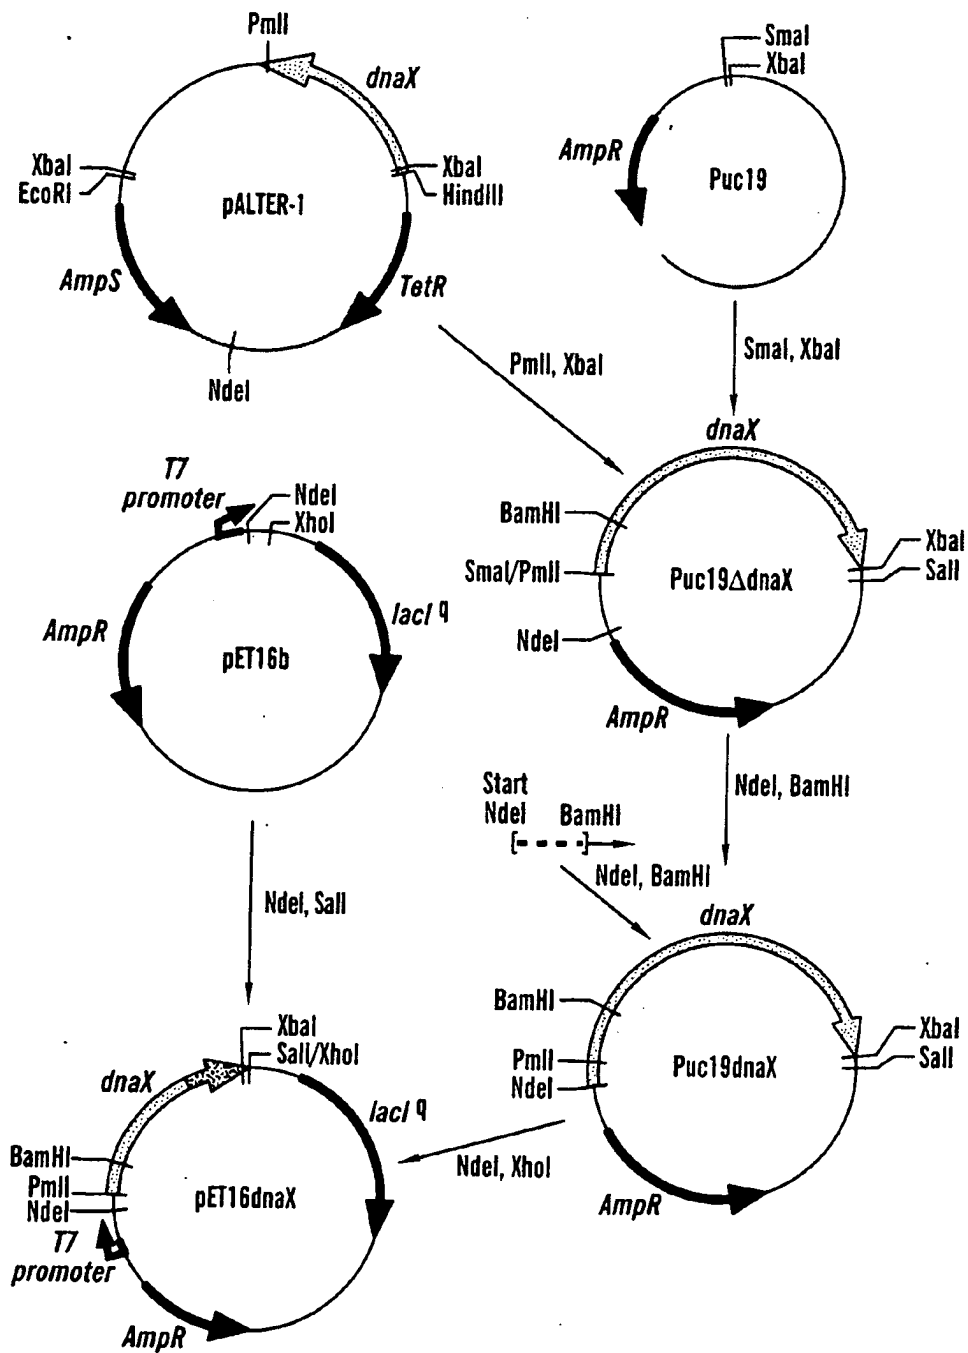 PmlI
dnaX
XbaI
EcoRI
XbaI
HindIII
pALTER-1
AmpS
TetR
NdeI
SmaI
XbaI
AmpR
Puc19
PmlI, XbaI
SmaI, XbaI
T7
promoter
NdeI
XhoI
AmpR
pET16b
lacI q
dnaX
BamHI
SmaI/PmlI
NdeI
Puc19ΔdnaX
XbaI
SalI
AmpR
NdeI, BamHI
Start
NdeI
BamHI
NdeI, BamHI
NdeI, SalI
dnaX
BamHI
PmlI
NdeI
Puc19dnaX
XbaI
SalI
AmpR
NdeI, XhoI
XbaI
SalI/XhoI
dnaX
lacI q
BamHI
PmlI
NdeI
pET16dnaX
T7
promoter
AmpR